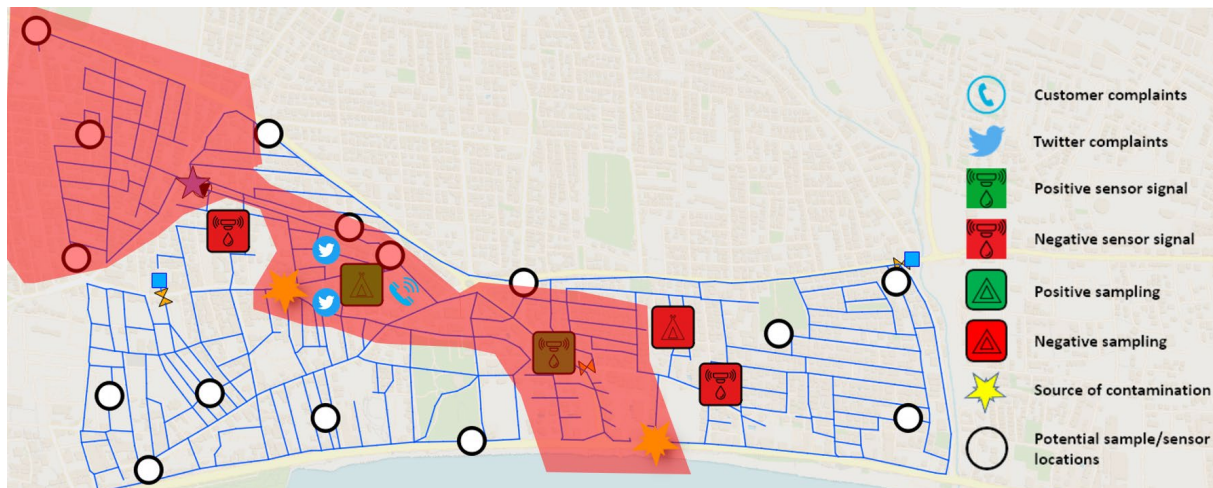 Customer complaints
Twitter complaints
Positive sensor signal
Negative sensor signal
Positive sampling
Negative sampling
Source of contamination
Potential sample/sensor
locations